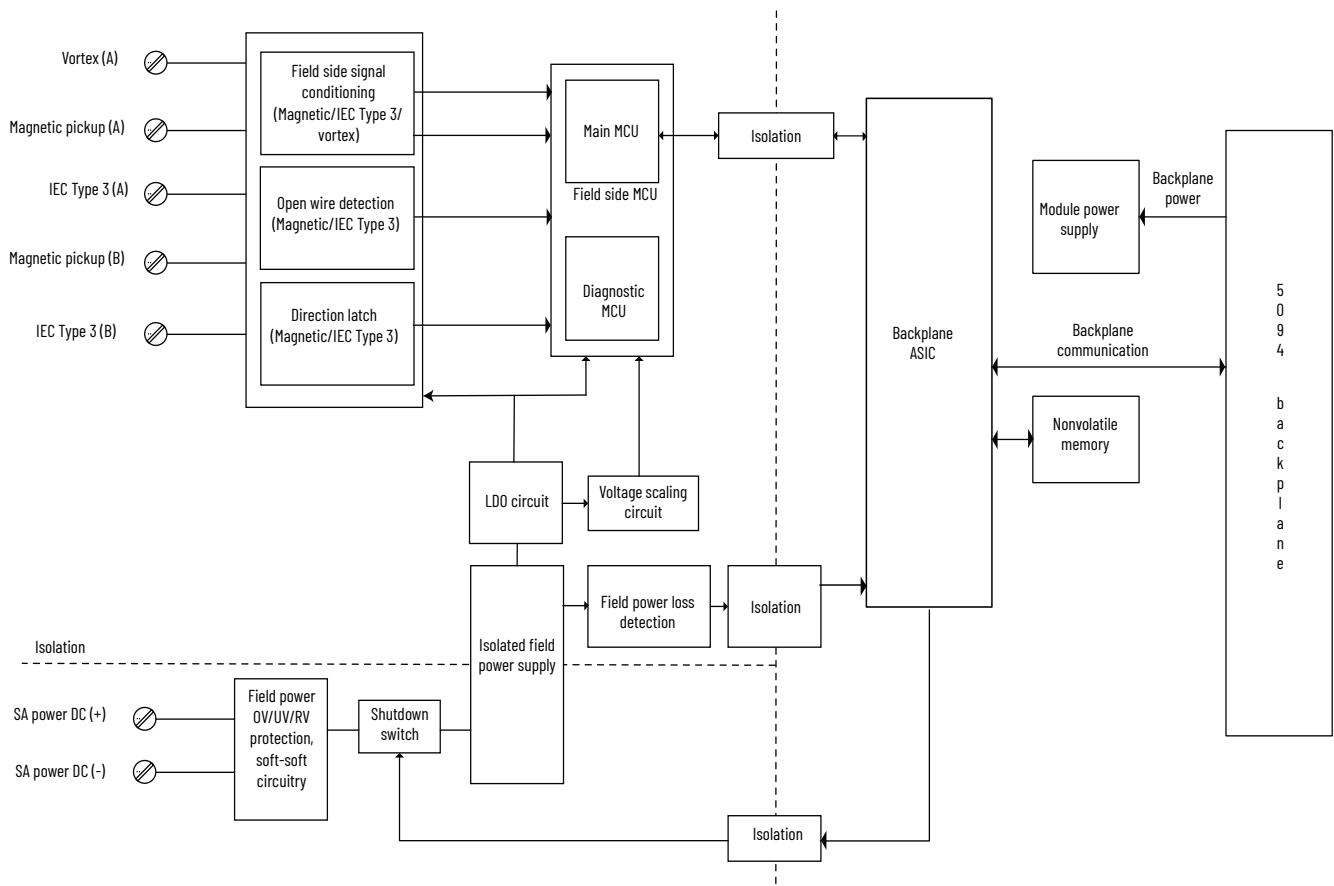 Vortex (A)
Magnetic pickup (A)
IEC Type 3 (A)
Magnetic pickup (B)
IEC Type 3 (B)
Field side signal
conditioning
(Magnetic/IEC Type 3/
vortex)
Open wire detection
(Magnetic/IEC Type 3)
Direction latch
(Magnetic/IEC Type 3)
Main MCU
Field side MCU
Diagnostic
MCU
Isolation
Backplane
ASIC
Module power
supply
Backplane
power
Backplane
communication
Nonvolatile
memory
5094 backplane
LDO circuit
Voltage scaling
circuit
Isolated field
power supply
Field power loss
detection
Isolation
Isolation
SA power DC (+)
SA power DC (-)
Field power
OV/UV/RV
protection,
soft-soft
circuitry
Shutdown
switch
Isolation